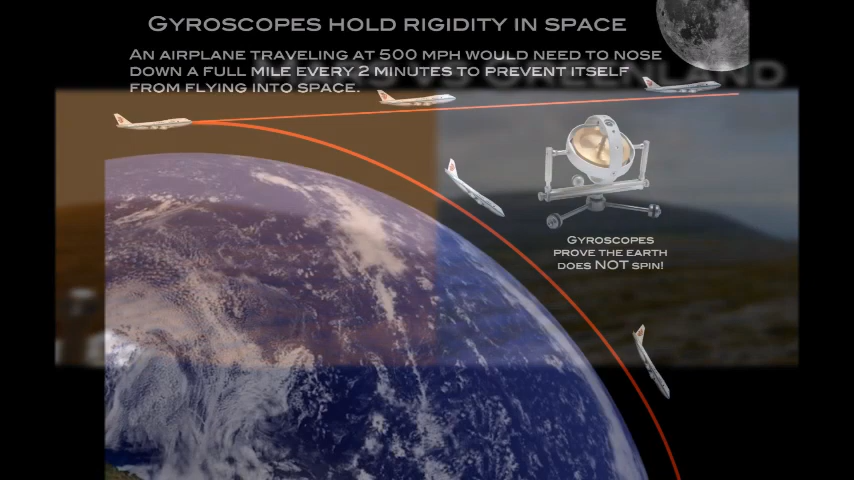 GYROSCOPES HOLD RIGIDITY IN SPACE
AN AIRPLANE TRAVELING AT 500 MPH WOULD NEED TO NOSE
DOWN A FULL MILE EVERY 2 MINUTES TO PREVENT ITSELF
FROM FLYING INTO SPACE.
GREENLAND
GYROSCOPES
PROVE THE EARTH
DOES NOT SPIN!